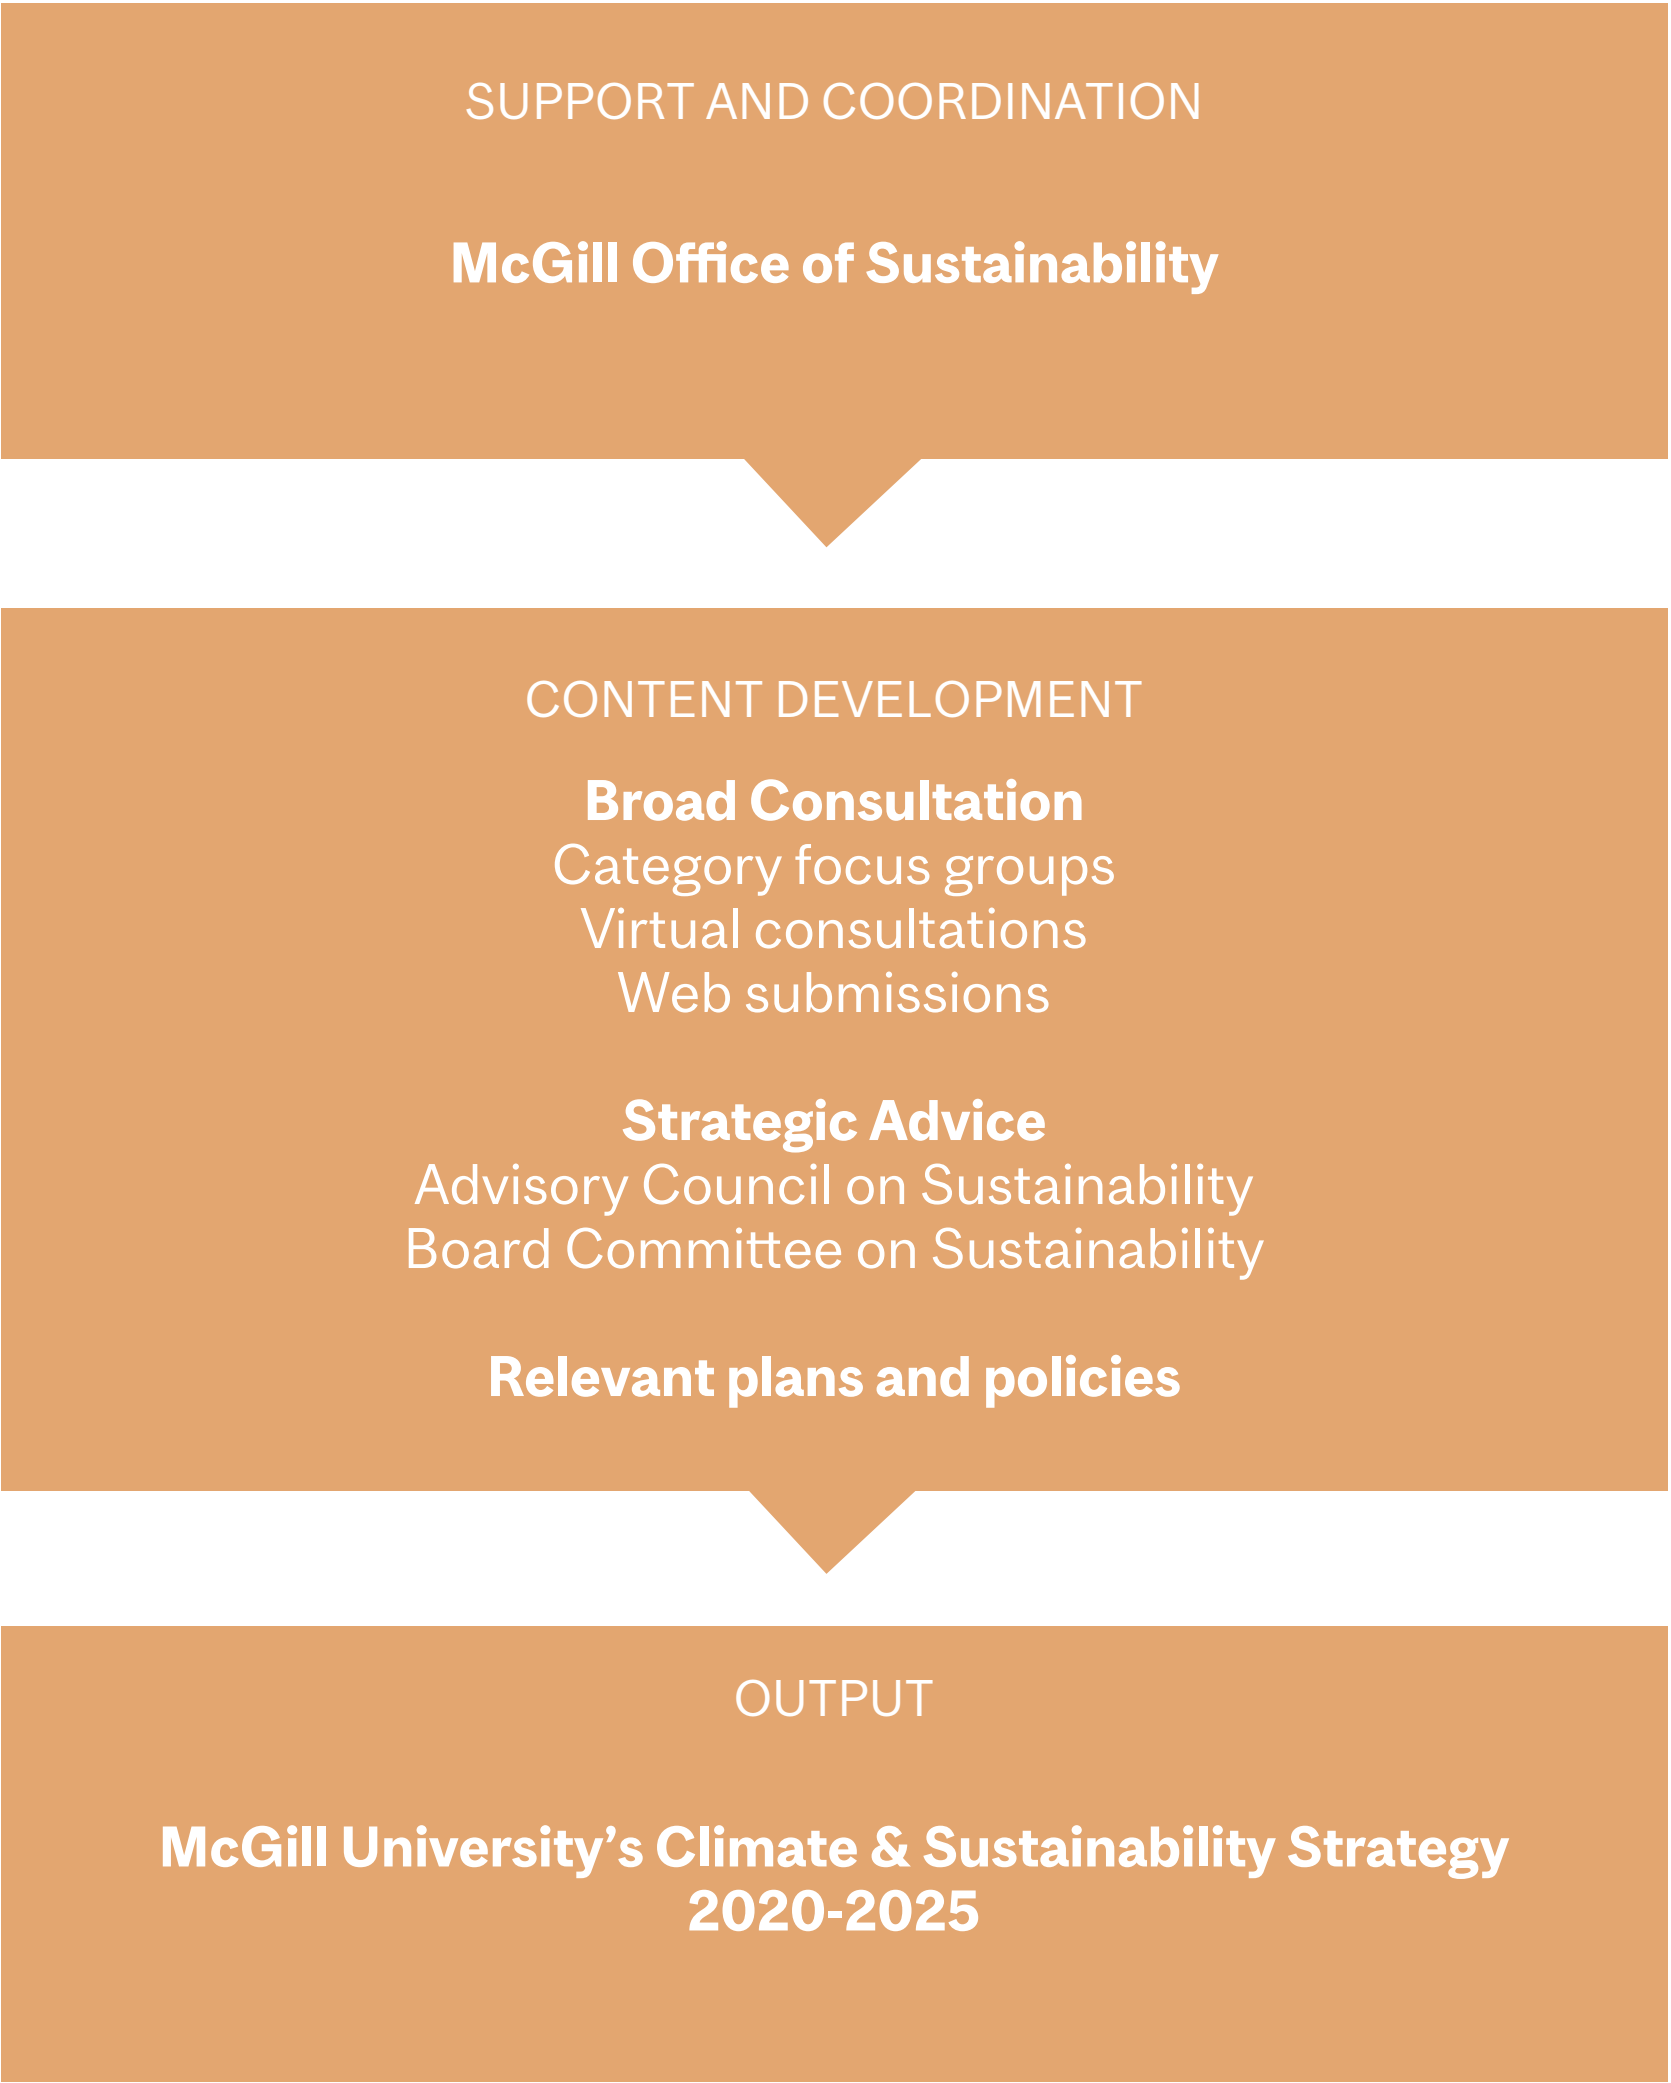 SUPPORT AND COORDINATION
McGill Office of Sustainability
CONTENT DEVELOPMENT
Broad Consultation
Category focus groups
Virtual consultations
Web submissions
Strategic Advice
Advisory Council on Sustainability
Board Committee on Sustainability
Relevant plans and policies
OUTPUT
McGill University’s Climate & Sustainability Strategy
2020-2025